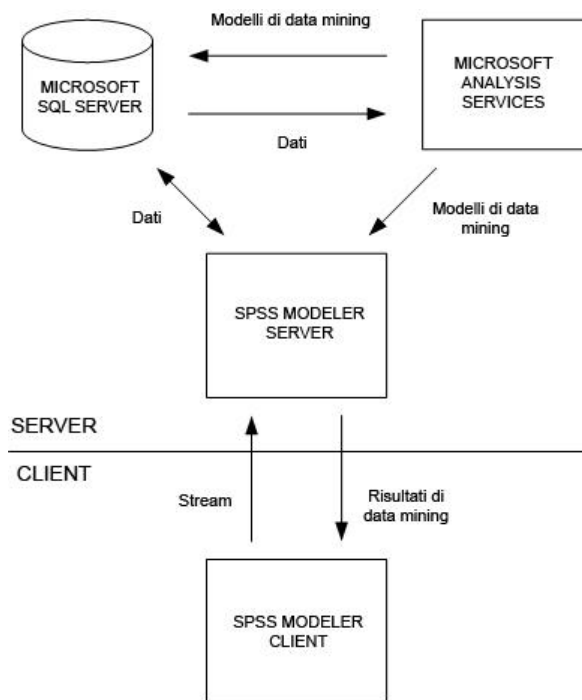 Modelli di data mining
MICROSOFT
SQL SERVER
MICROSOFT
ANALYSIS
SERVICES
Dati
Dati
Modelli di data
mining
SPSS MODELER
SERVER
SERVER
CLIENT
Stream
Risultati di
data mining
SPSS MODELER
CLIENT